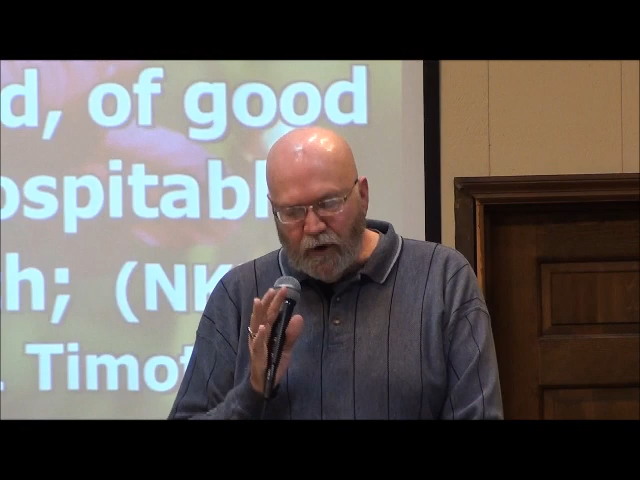 d, of good
ospitabl
h; (NK
Timot